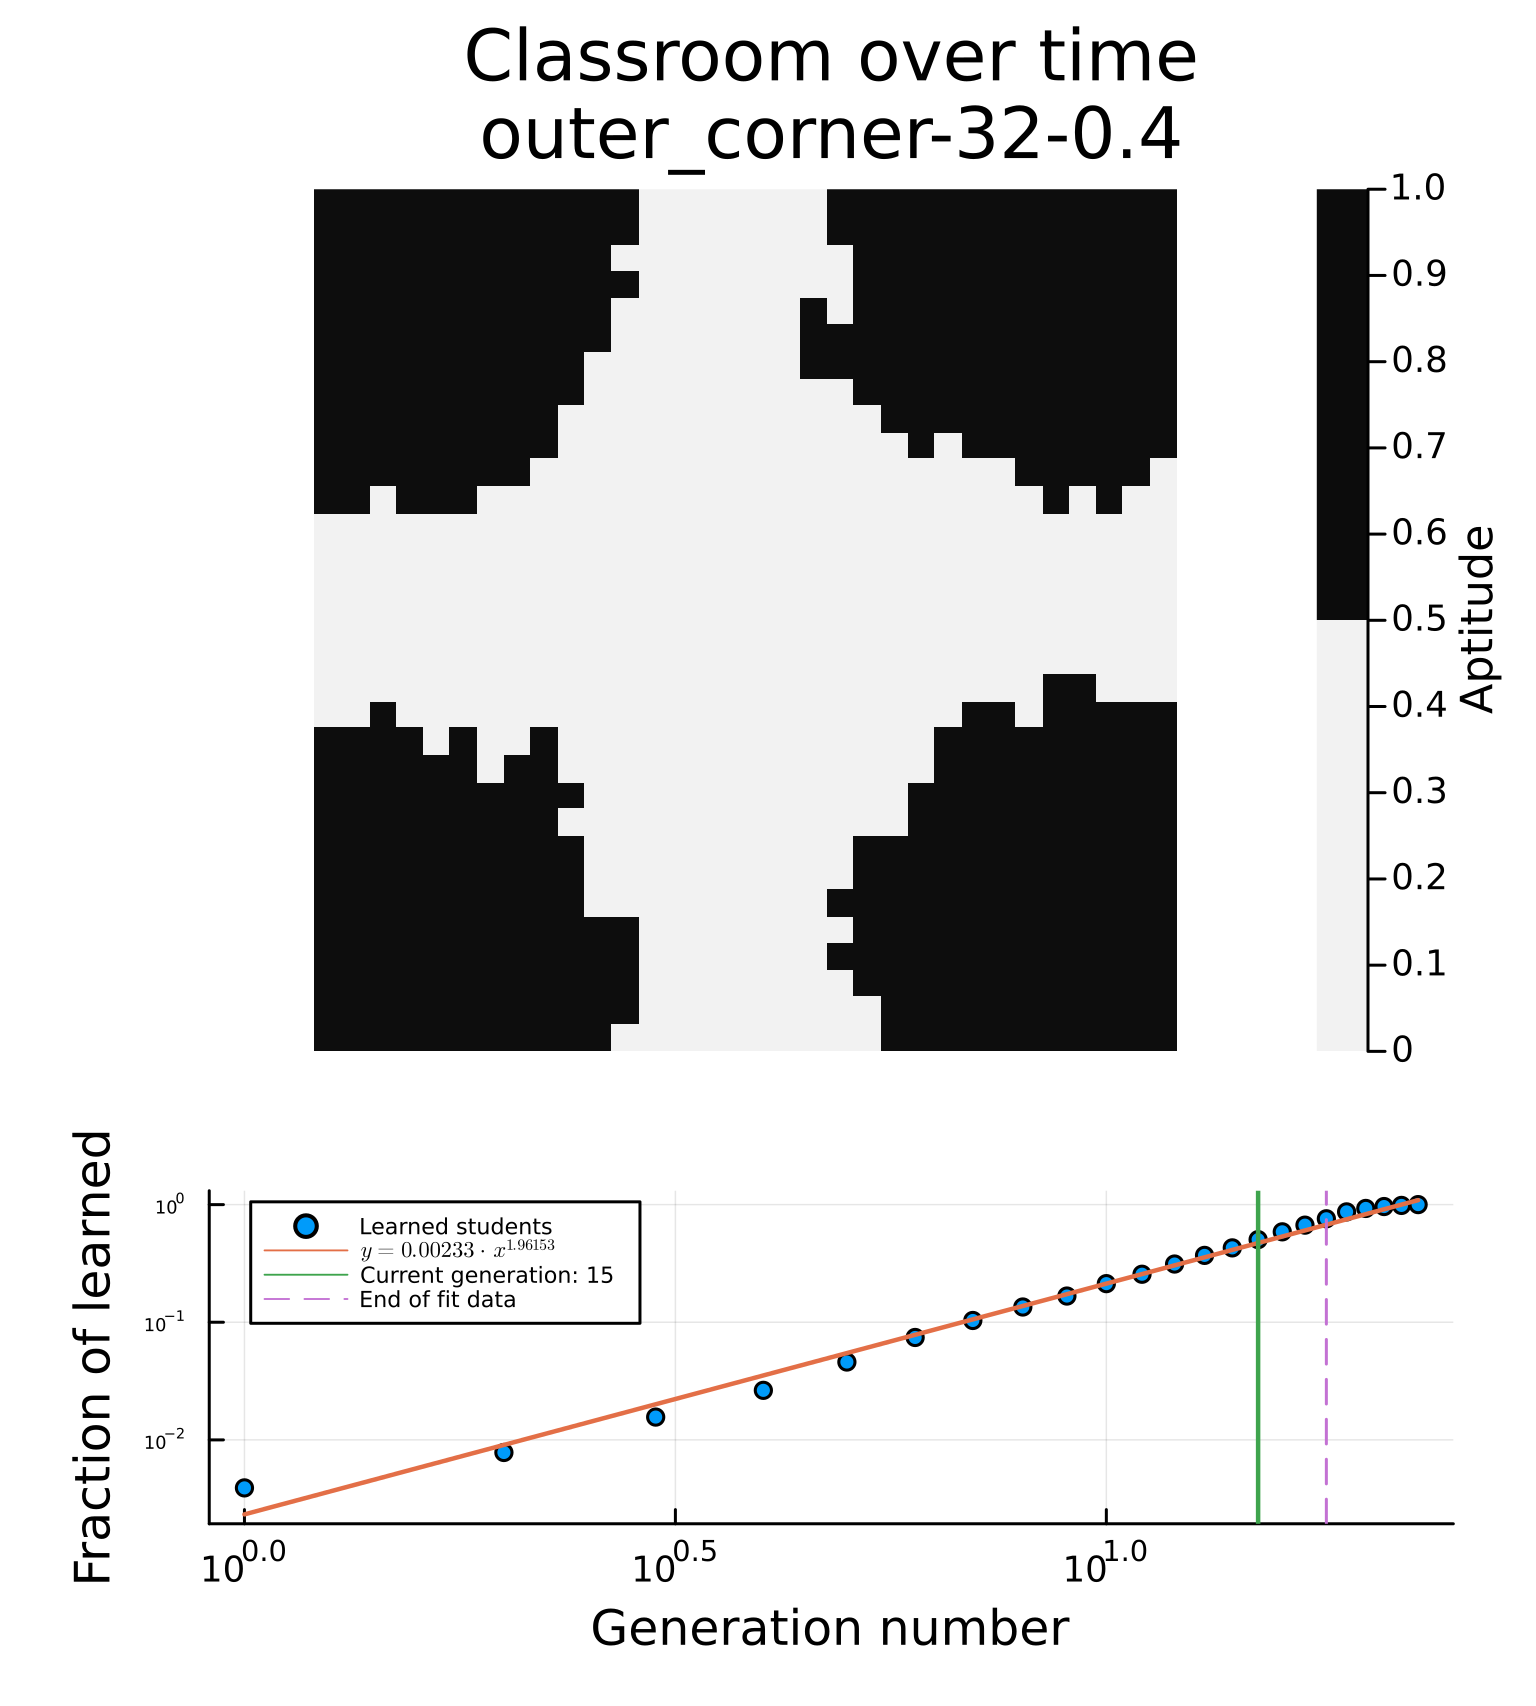 Classroom over time
outer_corner-32-0.4
1.0
0.9
0.8
0.7
0.6
0.5
0.4
0.3
0.2
0.1
0
Aptitude
Fraction of learned
10⁰
10⁻¹
10⁻²
Learned students
y = 0.00233 · x^1.96153
Current generation: 15
End of fit data
10^0.0
10^0.5
10^1.0
Generation number